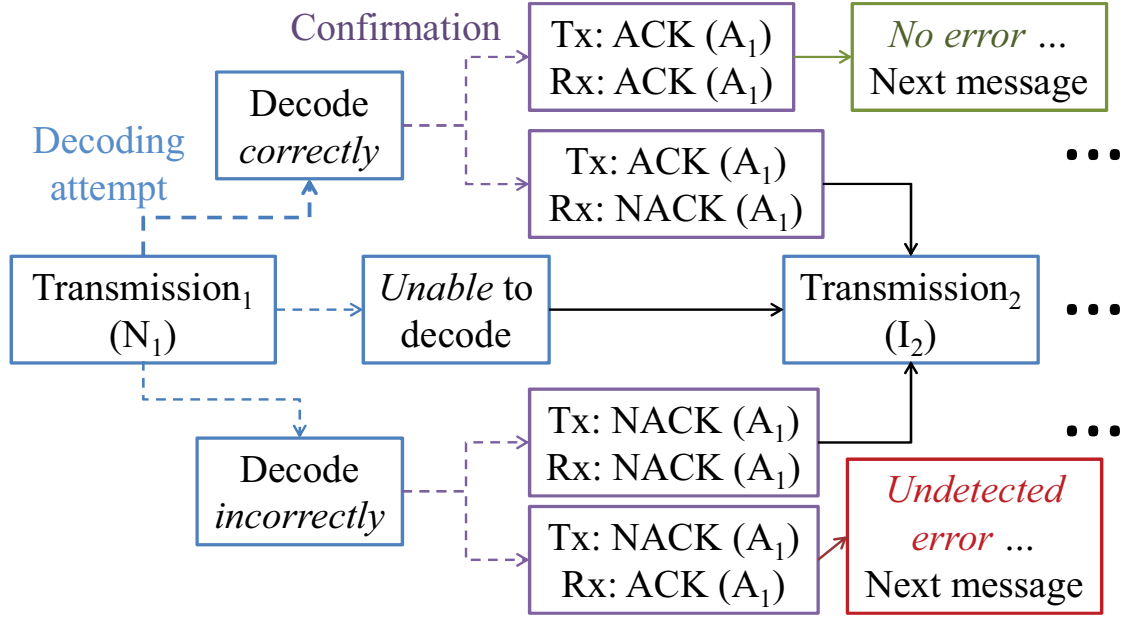 Confirmation
Tx: ACK (A₁)
Rx: ACK (A₁)
No error ...
Next message
Decode
correctly
Decoding
attempt
Tx: ACK (A₁)
Rx: NACK (A₁)
...
Transmission₁
(N₁)
Unable to
decode
Transmission₂
(I₂)
...
Tx: NACK (A₁)
Rx: NACK (A₁)
...
Decode
incorrectly
Tx: NACK (A₁)
Rx: ACK (A₁)
Undetected
error ...
Next message